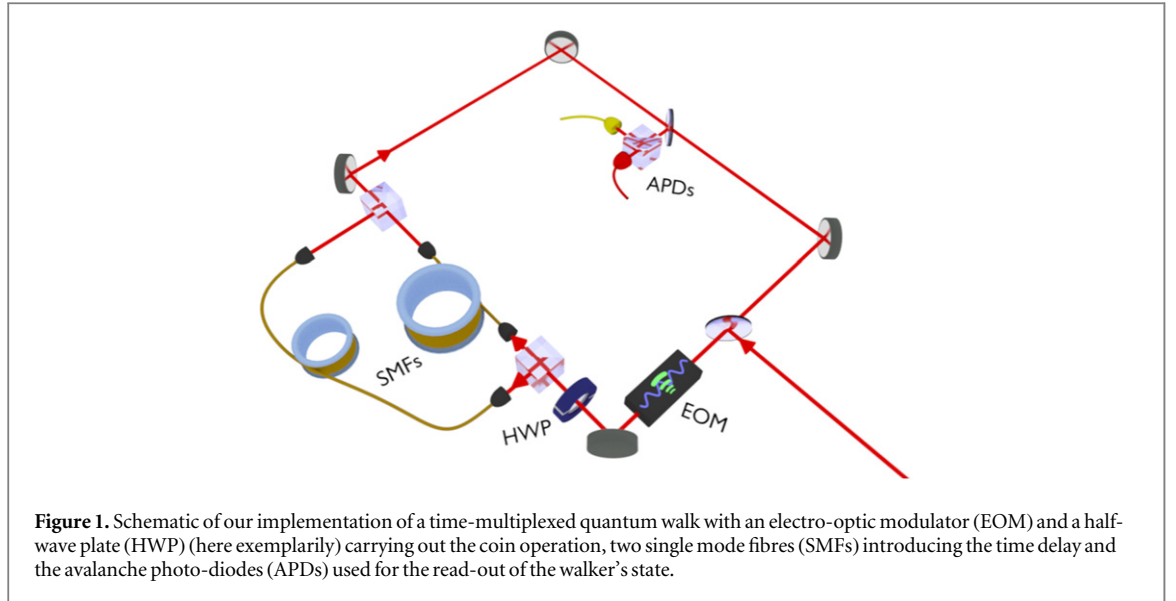 APDs
SMFs
HWP
EOM
Figure 1. Schematic of our implementation of a time-multiplexed quantum walk with an electro-optic modulator (EOM) and a half-
wave plate (HWP) (here exemplarily) carrying out the coin operation, two single mode fibres (SMFs) introducing the time delay and
the avalanche photo-diodes (APDs) used for the read-out of the walker's state.